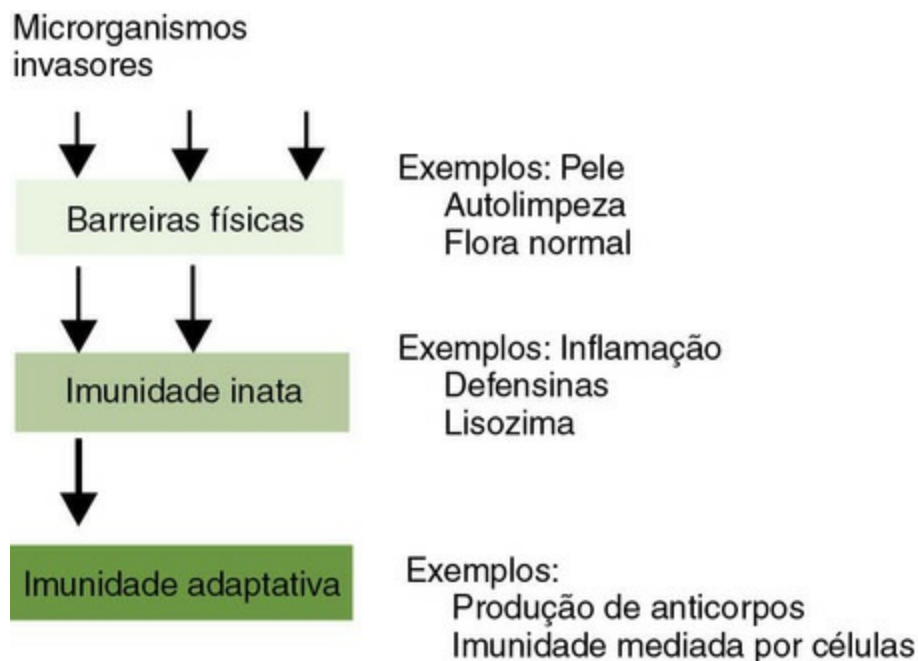 Microrganismos
invasores
Barreiras físicas
Exemplos: Pele
Autolimpeza
Flora normal
Imunidade inata
Exemplos: Inflamação
Defensinas
Lisozima
Imunidade adaptativa
Exemplos:
Produção de anticorpos
Imunidade mediada por células